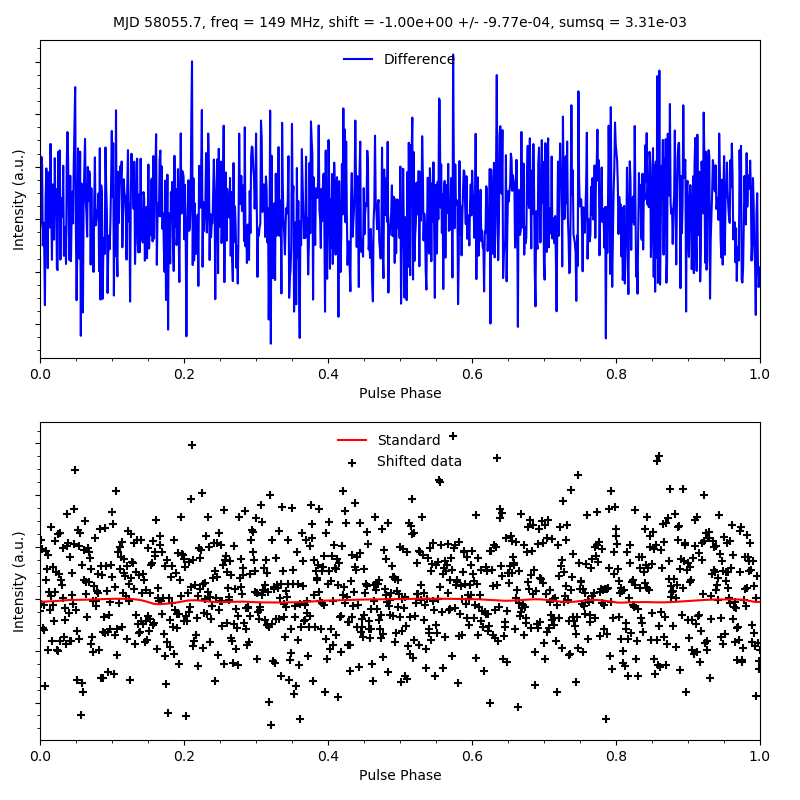 MJD 58055.7, freq = 149 MHz, shift = -1.00e+00 +/- -9.77e-04, sumsq = 3.31e-03
Difference
Intensity (a.u.)
0.0 0.2 0.4 0.6 0.8 1.0
Pulse Phase
Standard
Shifted data
Intensity (a.u.)
0.0 0.2 0.4 0.6 0.8 1.0
Pulse Phase